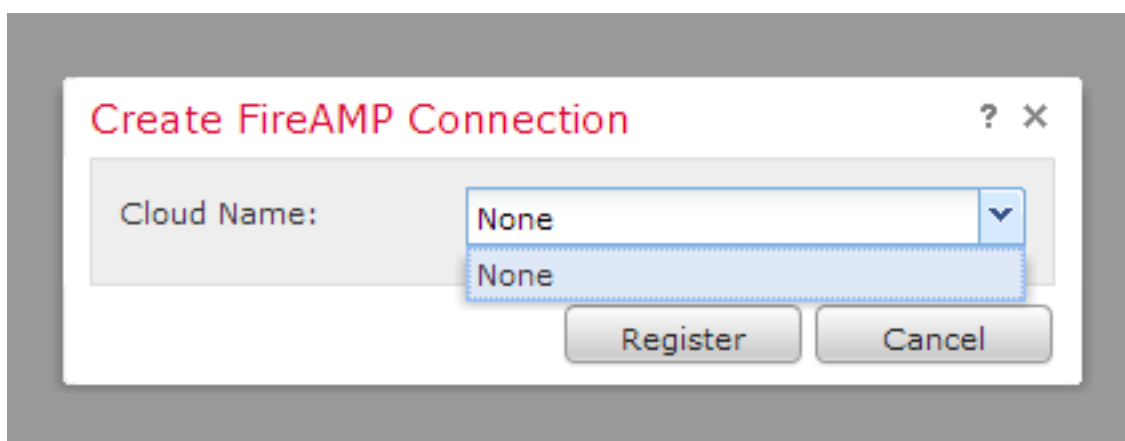 Create FireAMP Connection ?
Cloud Name: None
None
Register Cancel